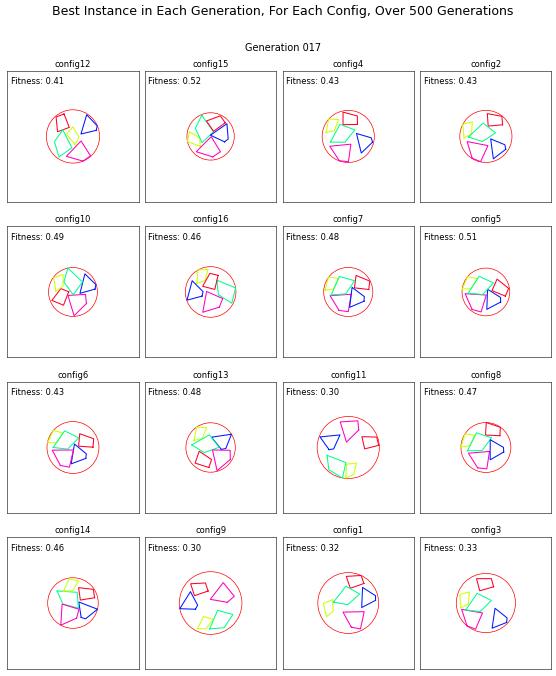 Best Instance in Each Generation, For Each Config, Over 500 Generations
Generation 017
config12
Fitness: 0.41
config15
Fitness: 0.52
config4
Fitness: 0.43
config2
Fitness: 0.43
config10
Fitness: 0.49
config16
Fitness: 0.46
config7
Fitness: 0.48
config5
Fitness: 0.51
config6
Fitness: 0.43
config13
Fitness: 0.48
config11
Fitness: 0.30
config8
Fitness: 0.47
config14
Fitness: 0.46
config9
Fitness: 0.30
config1
Fitness: 0.32
config3
Fitness: 0.33